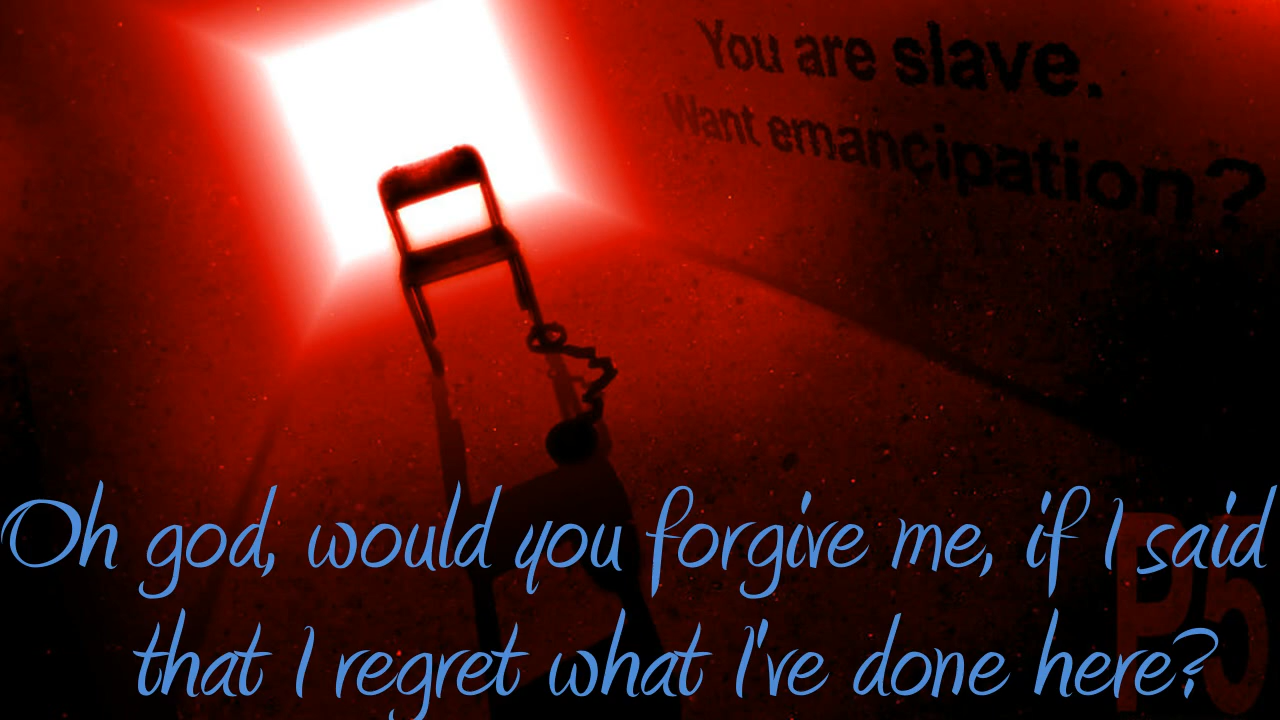 You are slave.
Want emancipation?
Oh god, would you forgive me, if I said
that I regret what I've done here?
P5